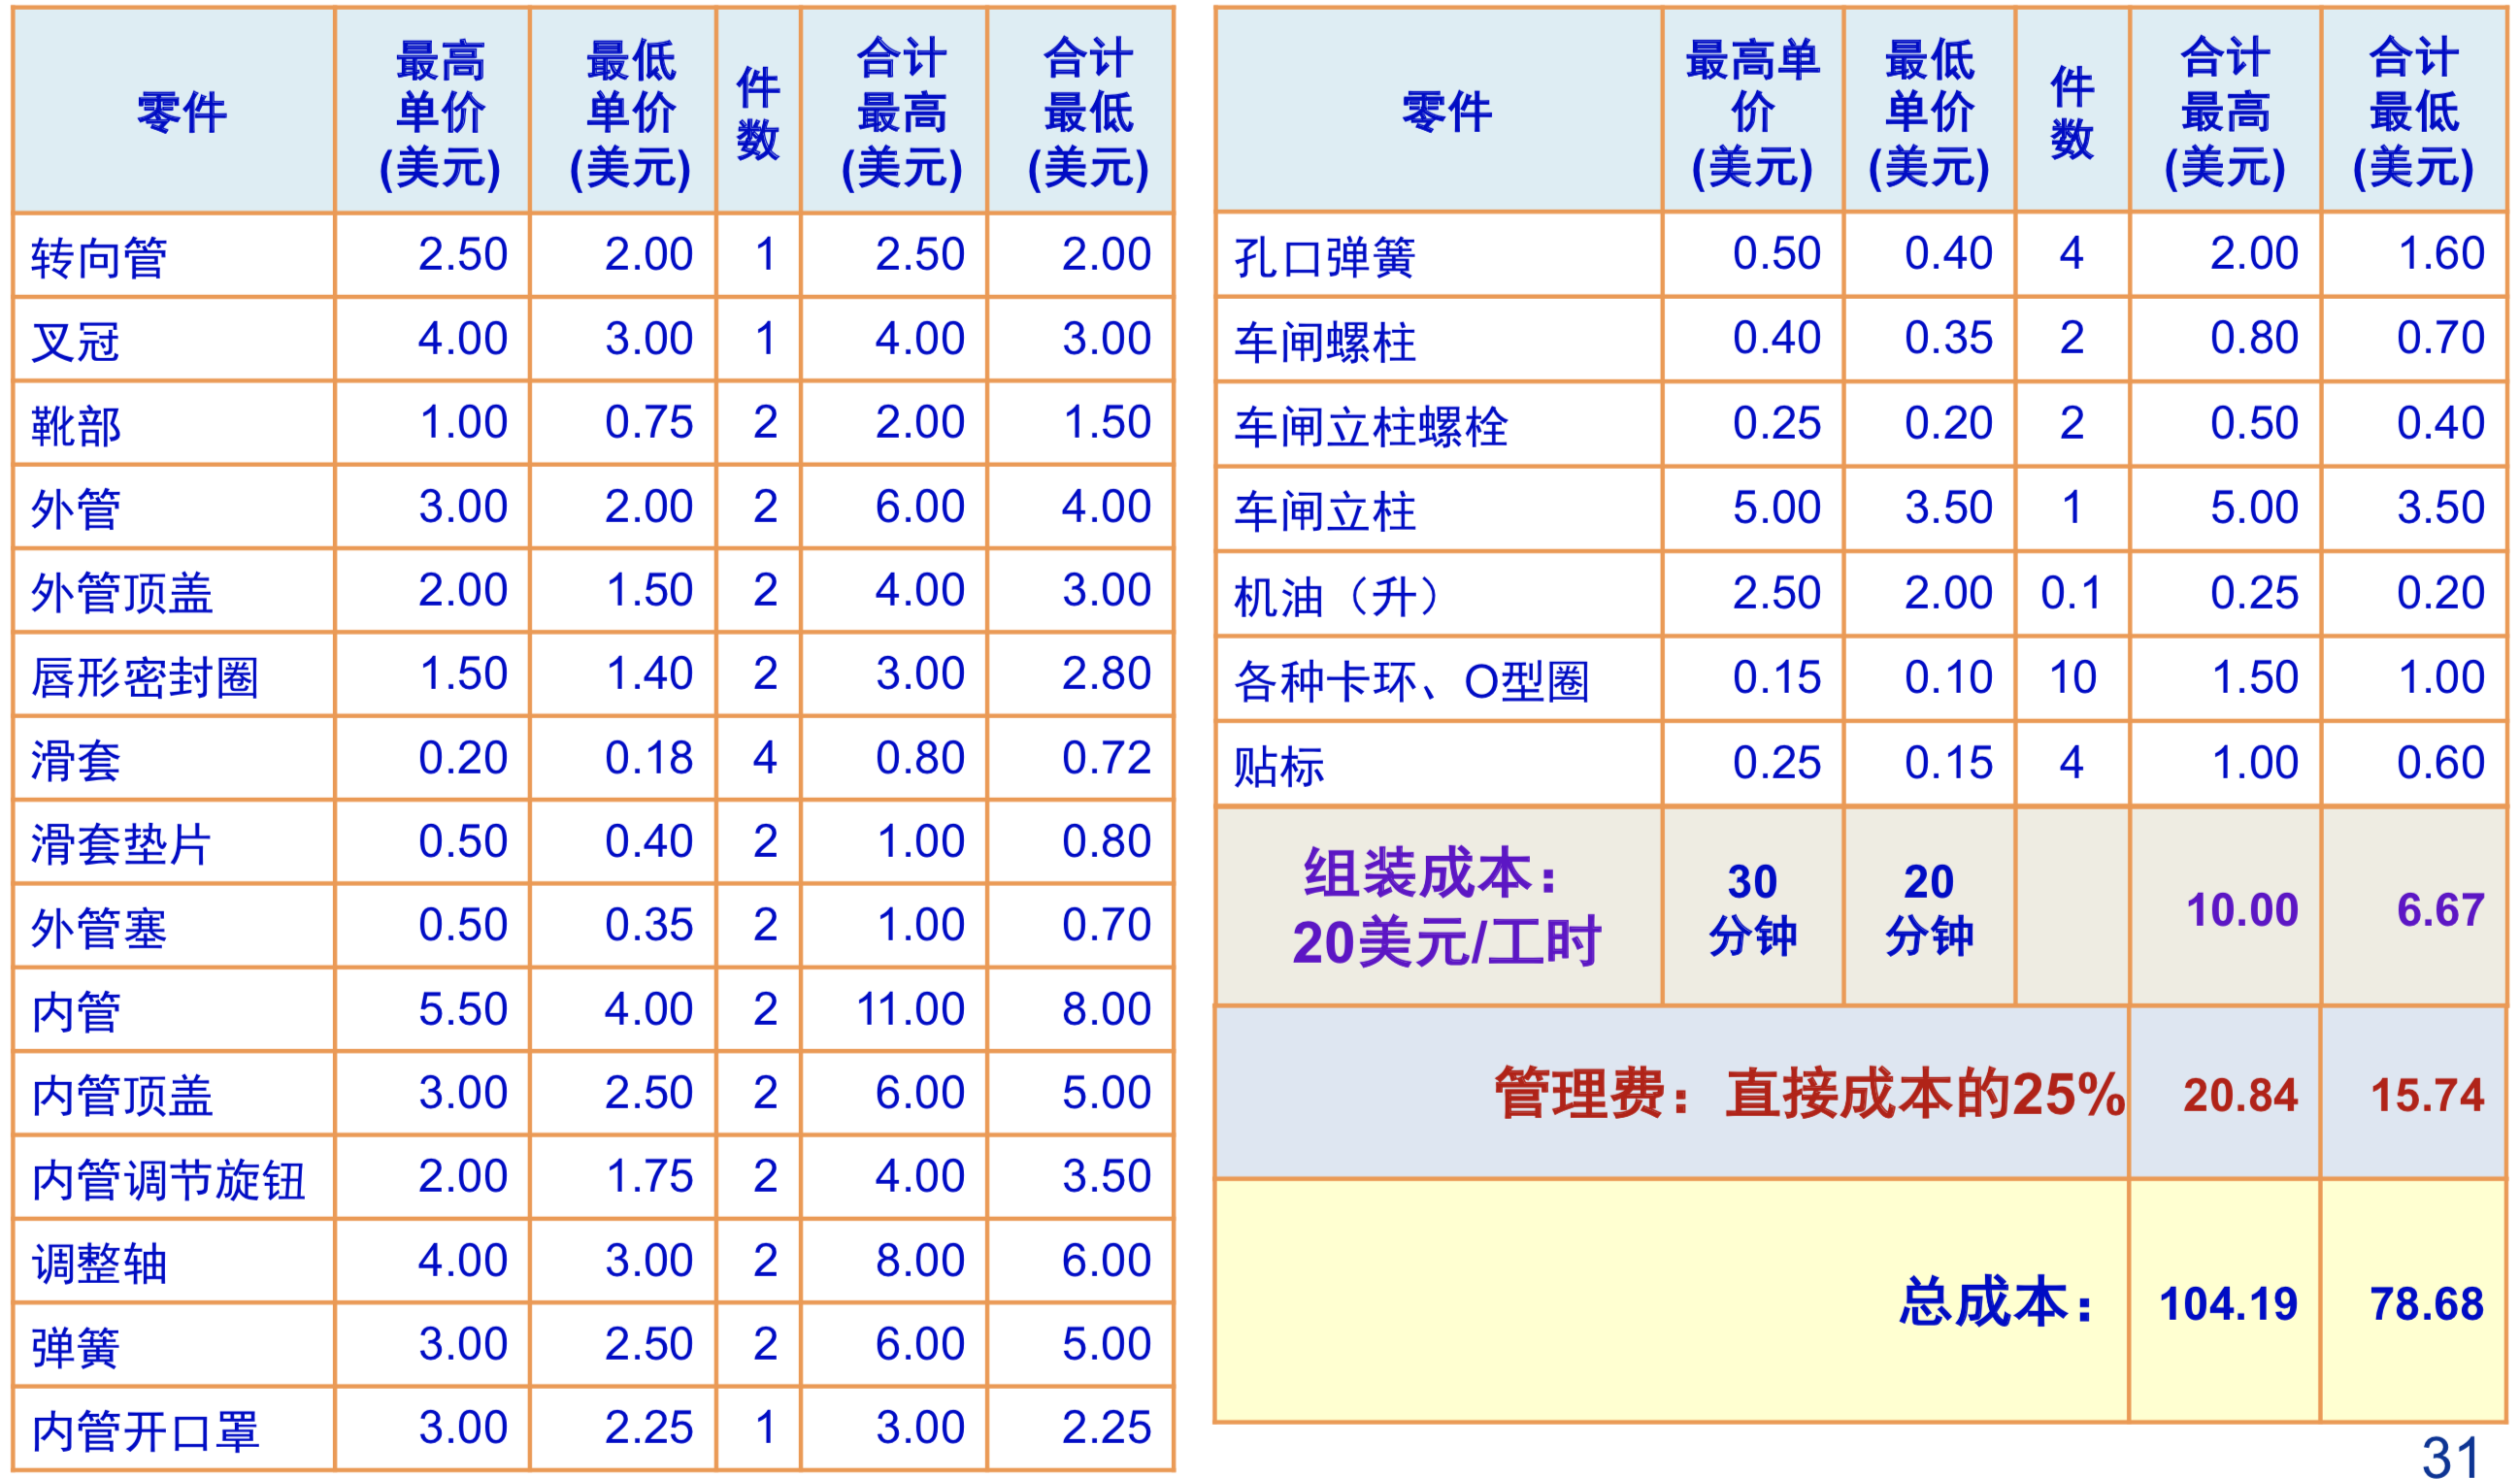 零件 最高单价(美元) 最低单价(美元) 件数 合计最高(美元) 合计最低(美元)
转向管 2.50 2.00 1 2.50 2.00
叉冠 4.00 3.00 1 4.00 3.00
靴部 1.00 0.75 2 2.00 1.50
外管 3.00 2.00 2 6.00 4.00
外管顶盖 2.00 1.50 2 4.00 3.00
唇形密封圈 1.50 1.40 2 3.00 2.80
滑套 0.20 0.18 4 0.80 0.72
滑套垫片 0.50 0.40 2 1.00 0.80
外管塞 0.50 0.35 2 1.00 0.70
内管 5.50 4.00 2 11.00 8.00
内管顶盖 3.00 2.50 2 6.00 5.00
内管调节旋钮 2.00 1.75 2 4.00 3.50
调整轴 4.00 3.00 2 8.00 6.00
弹簧 3.00 2.50 2 6.00 5.00
内管开口罩 3.00 2.25 1 3.00 2.25
零件 最高单价(美元) 最低单价(美元) 件数 合计最高(美元) 合计最低(美元)
孔口弹簧 0.50 0.40 4 2.00 1.60
车闸螺柱 0.40 0.35 2 0.80 0.70
车闸立柱螺栓 0.25 0.20 2 0.50 0.40
车闸立柱 5.00 3.50 1 5.00 3.50
机油（升） 2.50 2.00 0.1 0.25 0.20
各种卡环、O型圈 0.15 0.10 10 1.50 1.00
贴标 0.25 0.15 4 1.00 0.60
组装成本：20美元/工时 30分钟 20分钟 10.00 6.67
管理费：直接成本的25% 20.84 15.74
总成本： 104.19 78.68
31